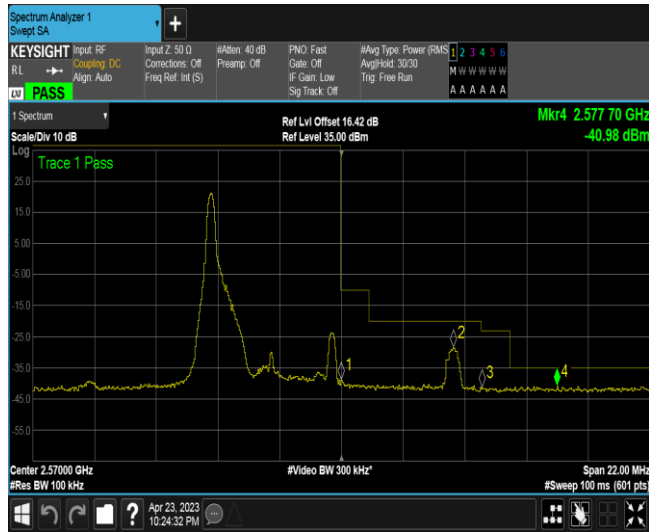 Spectrum Analyzer 1
Swept SA
+
KEYSIGHT
RL
LXI PASS
Input: RF
Coupling: DC
Align: Auto
Input Z: 50 Ω
Corrections: Off
Freq Ref: Int (S)
#Atten: 40 dB
Preamp: Off
PNO: Fast
Gate: Off
IF Gain: Low
Sig Track: Off
#Avg Type: Power (RMS
Avg|Hold: 30/30
Trig: Free Run
1 2 3 4 5 6
M W W W W W
A A A A A A
1 Spectrum
Scale/Div 10 dB
Ref Lvl Offset 16.42 dB
Ref Level 35.00 dBm
Mkr4 2.577 70 GHz
-40.98 dBm
Log
Trace 1 Pass
25.0
15.0
5.00
-5.00
-15.0
-25.0
-35.0
-45.0
-55.0
1
2
3
4
Center 2.57000 GHz
#Res BW 100 kHz
#Video BW 300 kHz*
Span 22.00 MHz
#Sweep 100 ms (601 pts)
?
Apr 23, 2023
10:24:32 PM